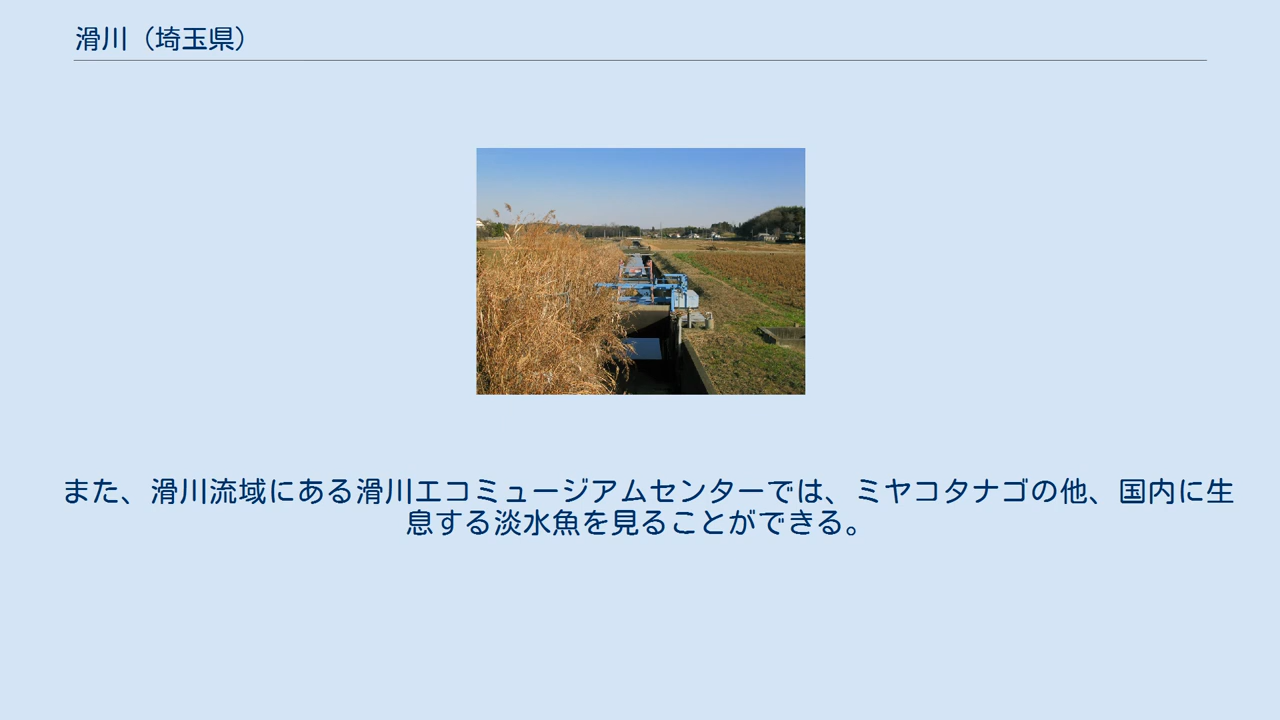 滑川（埼玉県）
また、滑川流域にある滑川エコミュージアムセンターでは、ミヤコタナゴの他、国内に生
息する淡水魚を見ることができる。